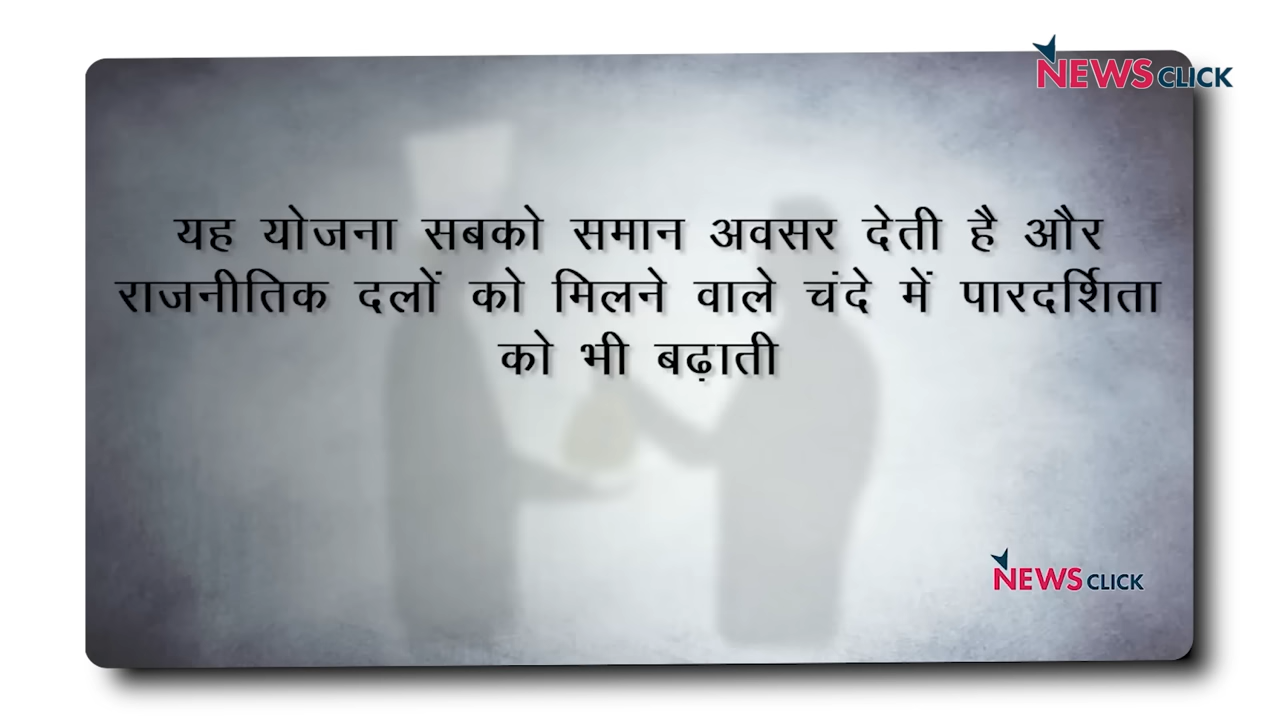 NEWSCLICK
यह योजना सबको समान अवसर देती है और
राजनीतिक दलों को मिलने वाले चंदे में पारदर्शिता
को भी बढ़ाती
NEWSCLICK